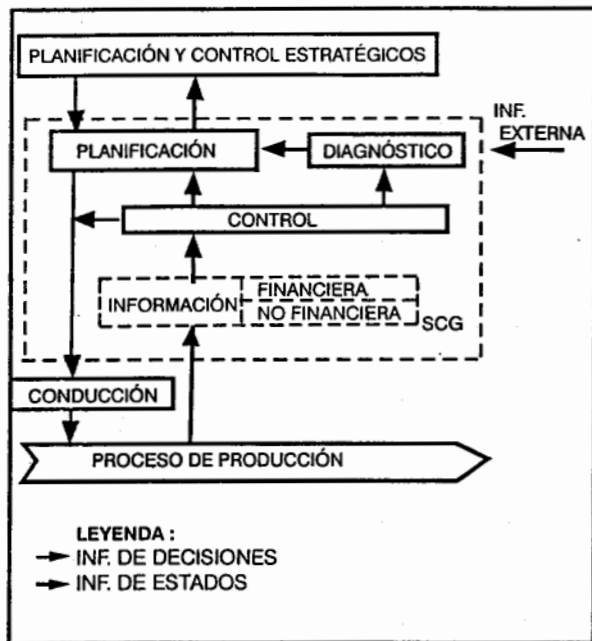 PLANIFICACIÓN Y CONTROL ESTRATÉGICOS
INF.
EXTERNA
PLANIFICACIÓN
DIAGNÓSTICO
CONTROL
INFORMACIÓN
FINANCIERA
NO FINANCIERA
SCG
CONDUCCIÓN
PROCESO DE PRODUCCIÓN
LEYENDA :
INF. DE DECISIONES
INF. DE ESTADOS